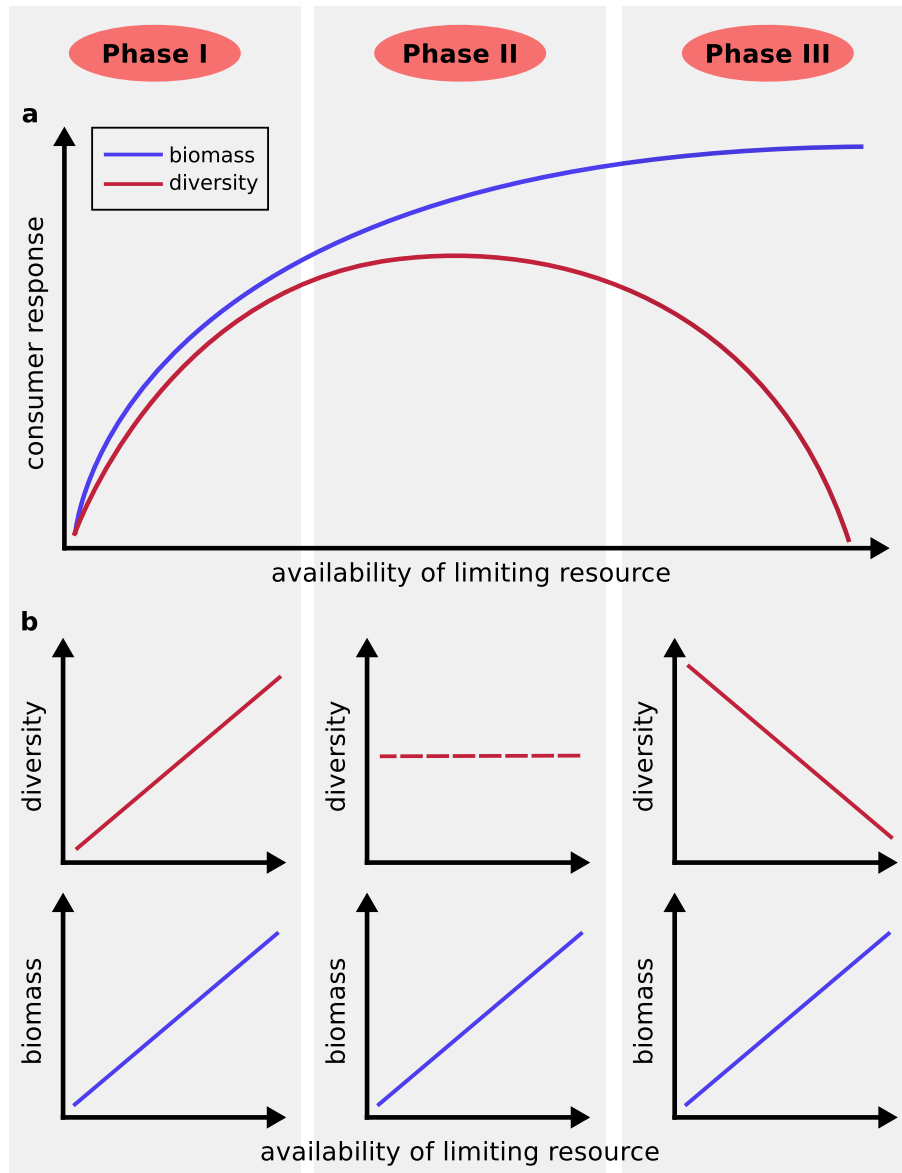 Phase I
Phase II
Phase III
a
biomass
diversity
consumer response
availability of limiting resource
b
diversity
diversity
diversity
biomass
biomass
biomass
availability of limiting resource